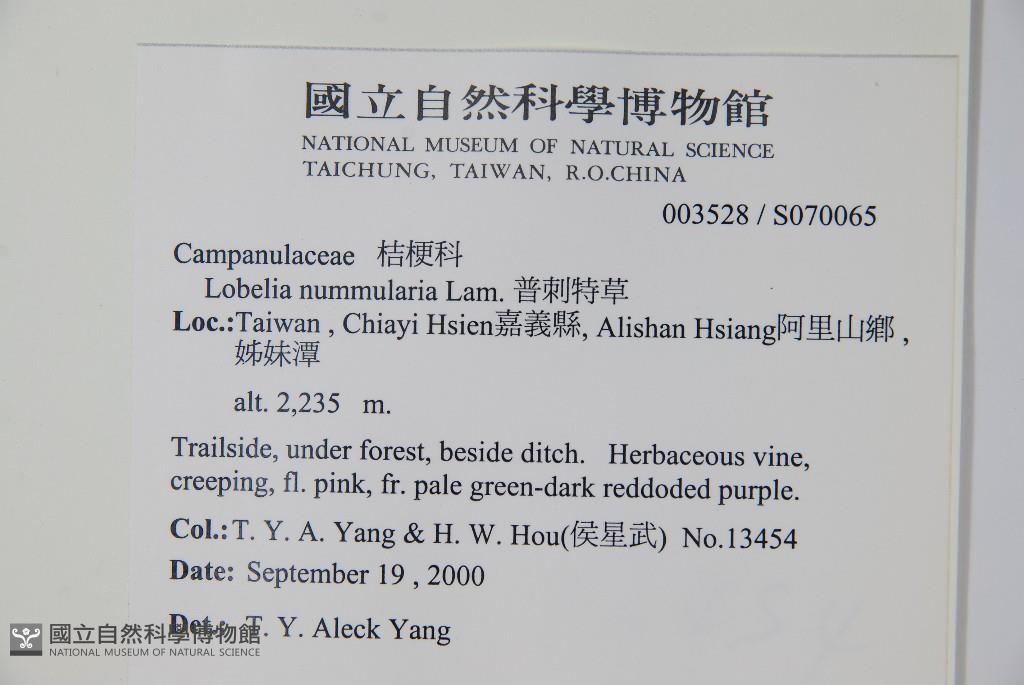 國立自然科學博物館
NATIONAL MUSEUM OF NATURAL SCIENCE
TAICHUNG, TAIWAN, R.O.CHINA
003528 / S070065
Campanulaceae 桔梗科
Lobelia nummularia Lam. 普刺特草
Loc.:Taiwan , Chiayi Hsien嘉義縣, Alishan Hsiang阿里山鄉 ,
姊妹潭
alt. 2,235 m.
Trailside, under forest, beside ditch. Herbaceous vine,
creeping, fl. pink, fr. pale green-dark reddoded purple.
Col.: T. Y. A. Yang & H. W. Hou(侯星武) No.13454
Date: September 19 , 2000
Det.: T. Y. Aleck Yang
國立自然科學博物館
NATIONAL MUSEUM OF NATURAL SCIENCE